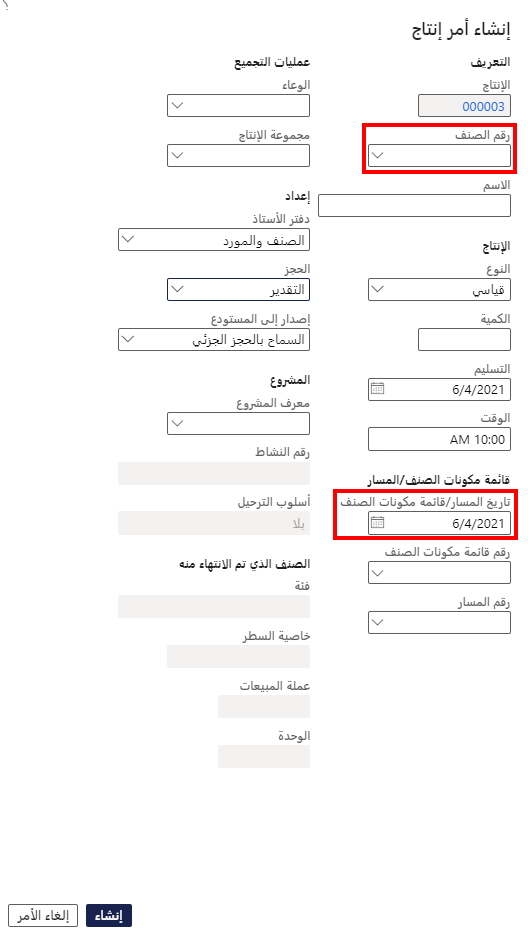 ؟
إنشاء أمر إنتاج
التعريف
الإنتاج
000003
رقم الصنف
الاسم
الإنتاج
النوع
قياسي
الكمية
التسليم
6/4/2021
الوقت
10:00 AM
قائمة مكونات الصنف/المسار
تاريخ المسار/قائمة مكونات الصنف
6/4/2021
رقم قائمة مكونات الصنف
رقم المسار
عمليات التجميع
الوعاء
مجموعة الإنتاج
إعداد
دفتر الأستاذ
الصنف والمورد
الحجز
التقدير
إصدار إلى المستودع
السماح بالحجز الجزئي
المشروع
معرف المشروع
رقم النشاط
أسلوب الترحيل
بلا
الصنف الذي تم الانتهاء منه
فئة
خاصية السطر
عملة المبيعات
الوحدة
إنشاء
إلغاء الأمر